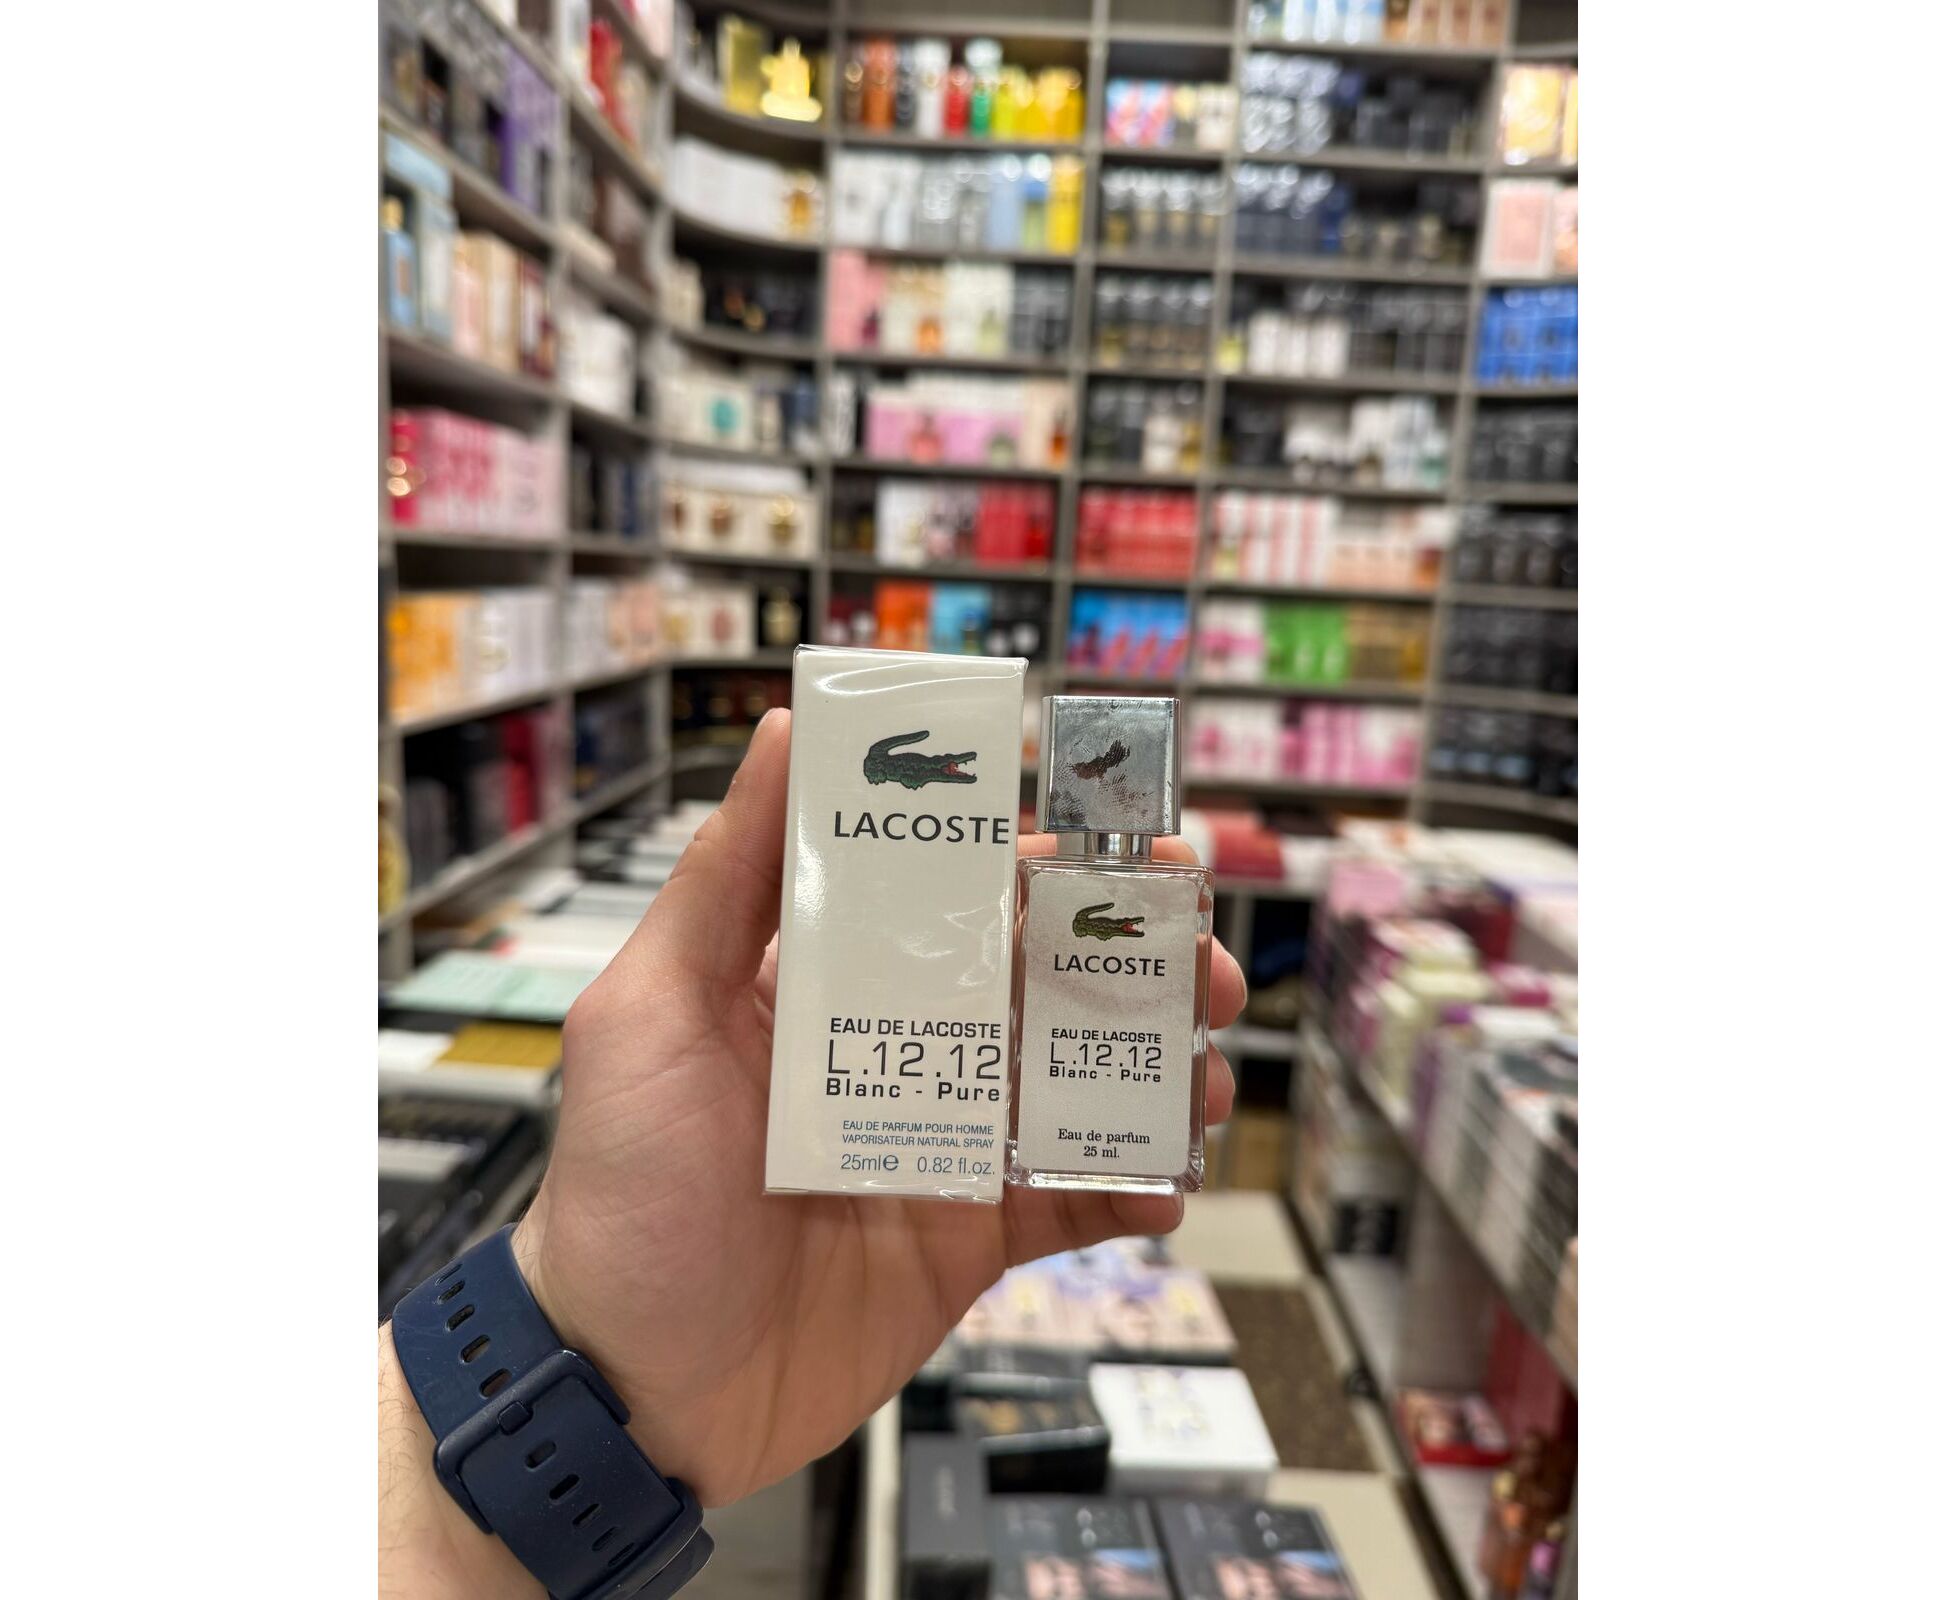 LACOSTE
EAU DE LACOSTE
L.12.12
Blanc - Pure
EAU DE PARFUM POUR HOMME
VAPORISATEUR NATURAL SPRAY
25ml℮ 0.82 fl.oz.
LACOSTE
EAU DE LACOSTE
L.12.12
Blanc - Pure
Eau de parfum
25 ml.